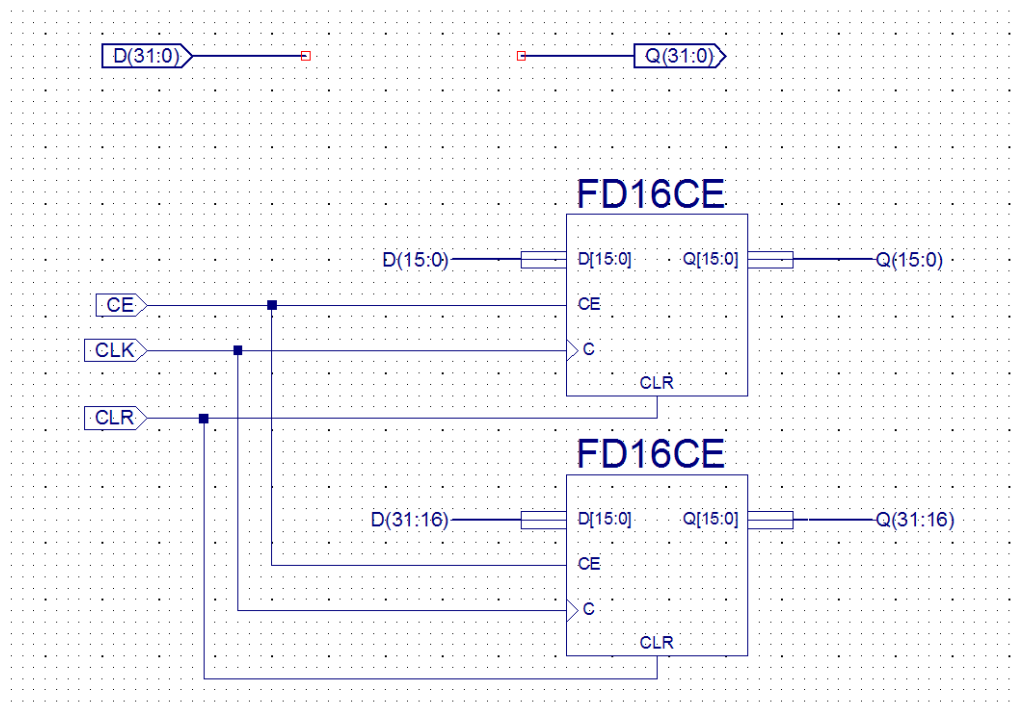 D(31:0) Q(31:0)
FD16CE
D(15:0) D[15:0] Q[15:0] Q(15:0)
CE CE
CLK C
CLR
CLR
FD16CE
D(31:16) D[15:0] Q[15:0] Q(31:16)
CE
C
CLR